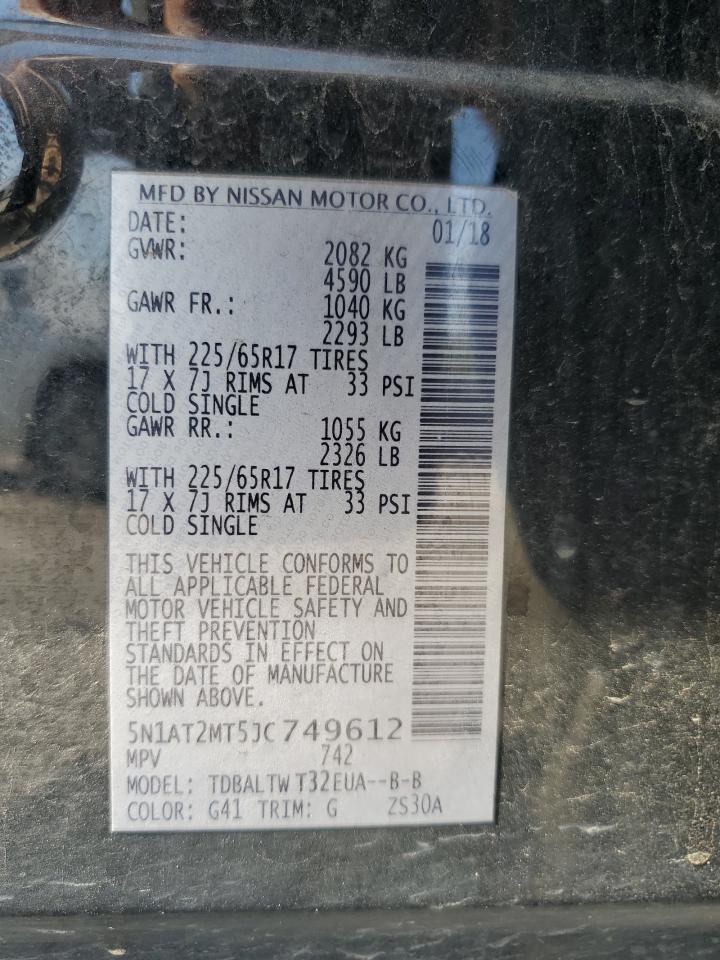 MFD BY NISSAN MOTOR CO., LTD.
DATE: 01/18
GVWR: 2082 KG
4590 LB
GAWR FR.: 1040 KG
2293 LB
WITH 225/65R17 TIRES
17 X 7J RIMS AT 33 PSI
COLD SINGLE
GAWR RR.: 1055 KG
2326 LB
WITH 225/65R17 TIRES
17 X 7J RIMS AT 33 PSI
COLD SINGLE
THIS VEHICLE CONFORMS TO
ALL APPLICABLE FEDERAL
MOTOR VEHICLE SAFETY AND
THEFT PREVENTION
STANDARDS IN EFFECT ON
THE DATE OF MANUFACTURE
SHOWN ABOVE.
5N1AT2MT5JC749612
MPV 742
MODEL: TDBALTW T32EUA--B-B
COLOR: G41 TRIM: G ZS30A